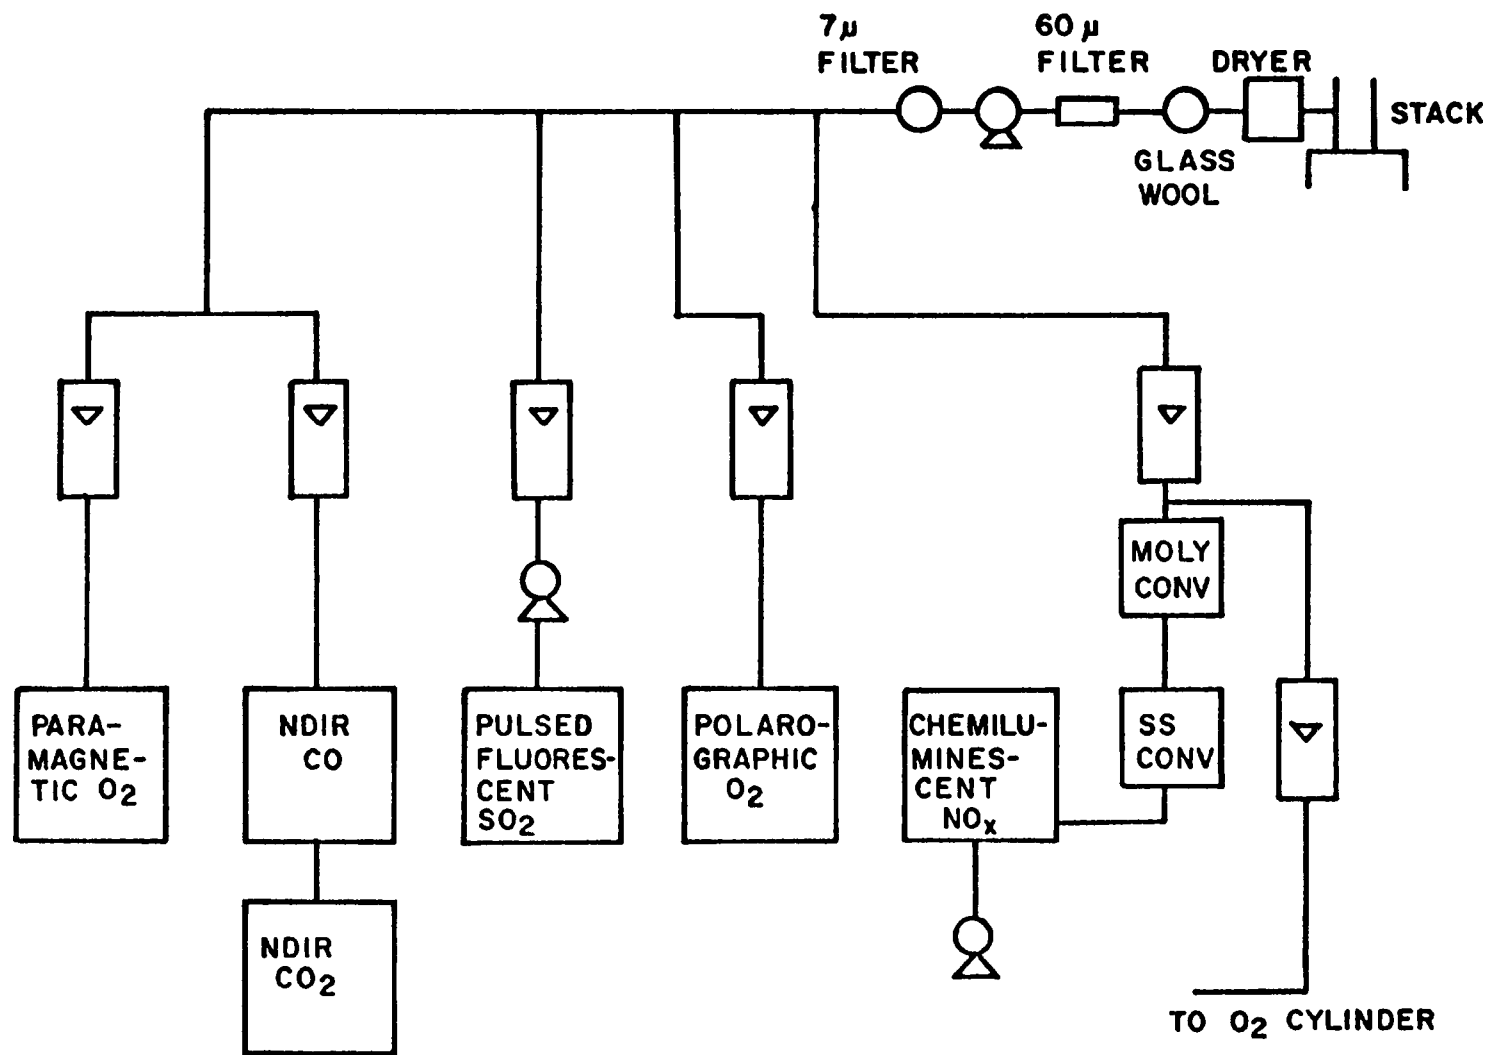 7μ
FILTER
60 μ
FILTER
DRYER
STACK
GLASS
WOOL
MOLY
CONV
PARA-
MAGNE-
TIC O₂
NDIR
CO
PULSED
FLUORES-
CENT
SO₂
POLARO-
GRAPHIC
O₂
CHEMILU-
MINES-
CENT
NOₓ
SS
CONV
NDIR
CO₂
TO O₂ CYLINDER